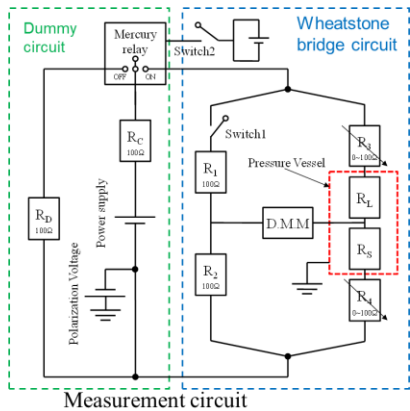 Dummy
circuit
Wheatstone
bridge circuit
Mercury
relay
Switch2
OFF
ON
Switch1
R_C
100Ω
R_3
0~100Ω
R_1
100Ω
Pressure Vessel
R_L
R_D
100Ω
Power supply
D.M.M
R_S
R_2
100Ω
Polarization Voltage
R_4
0~100Ω
Measurement circuit